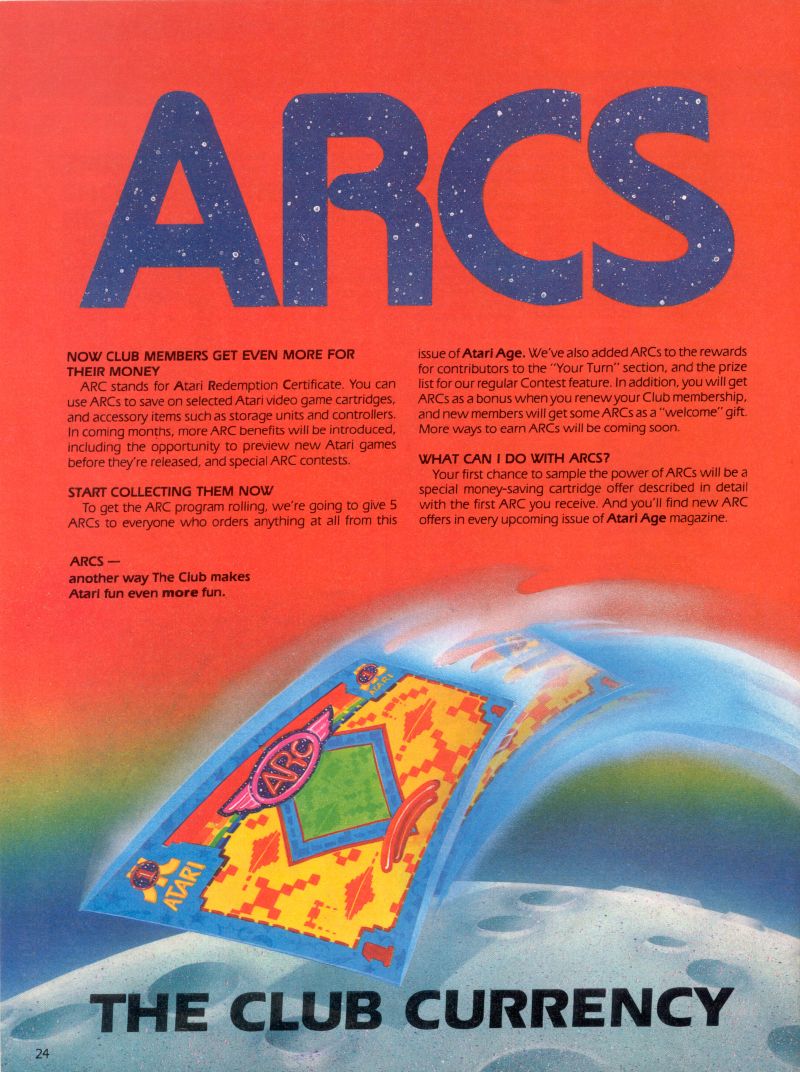 ARCS
NOW CLUB MEMBERS GET EVEN MORE FOR
THEIR MONEY
ARC stands for Atari Redemption Certificate. You can
use ARCs to save on selected Atari video game cartridges,
and accessory items such as storage units and controllers.
In coming months, more ARC benefits will be introduced,
including the opportunity to preview new Atari games
before they're released, and special ARC contests.
START COLLECTING THEM NOW
To get the ARC program rolling, we're going to give 5
ARCs to everyone who orders anything at all from this
issue of Atari Age. We've also added ARCs to the rewards
for contributors to the "Your Turn" section, and the prize
list for our regular Contest feature. In addition, you will get
ARCs as a bonus when you renew your Club membership,
and new members will get some ARCs as a "welcome" gift.
More ways to earn ARCs will be coming soon.
WHAT CAN I DO WITH ARCS?
Your first chance to sample the power of ARCs will be a
special money-saving cartridge offer described in detail
with the first ARC you receive. And you'll find new ARC
offers in every upcoming issue of Atari Age magazine.
ARCS —
another way The Club makes
Atari fun even more fun.
1
ATARI
1
ARC
1
ATARI
1
THE CLUB CURRENCY
24